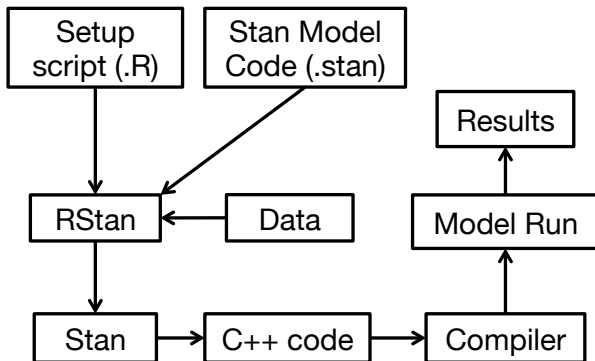 Setup
script (.R)
Stan Model
Code (.stan)
Results
RStan
Data
Model Run
Stan
C++ code
Compiler